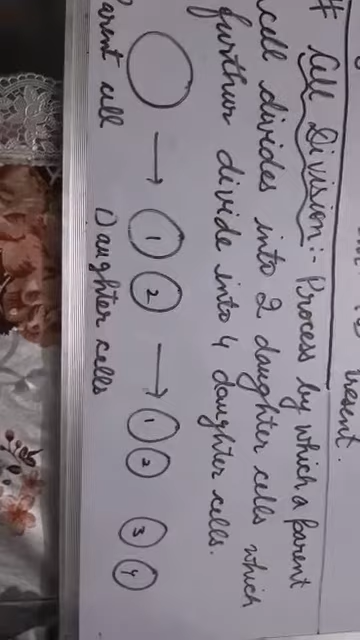 present.
# Cell Division:- Process by which a parent
cell divides into 2 daughter cells which
further divide into 4 daughter cells.
1 2 1 2 3 4
Parent cell Daughter cells